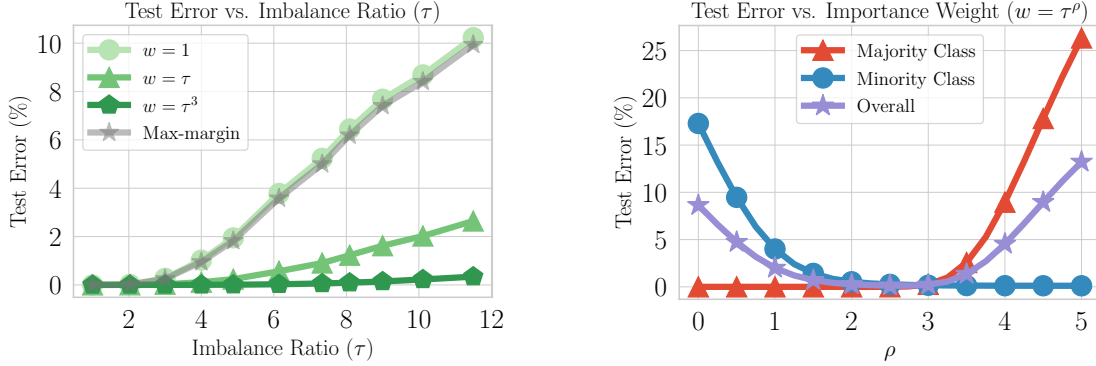 Test Error vs. Imbalance Ratio (τ)
Test Error (%)
10
8
6
4
2
0
w = 1
w = τ
w = τ³
Max-margin
2 4 6 8 10 12
Imbalance Ratio (τ)
Test Error vs. Importance Weight (w = τ^ρ)
Test Error (%)
25
20
15
10
5
0
Majority Class
Minority Class
Overall
0 1 2 3 4 5
ρ